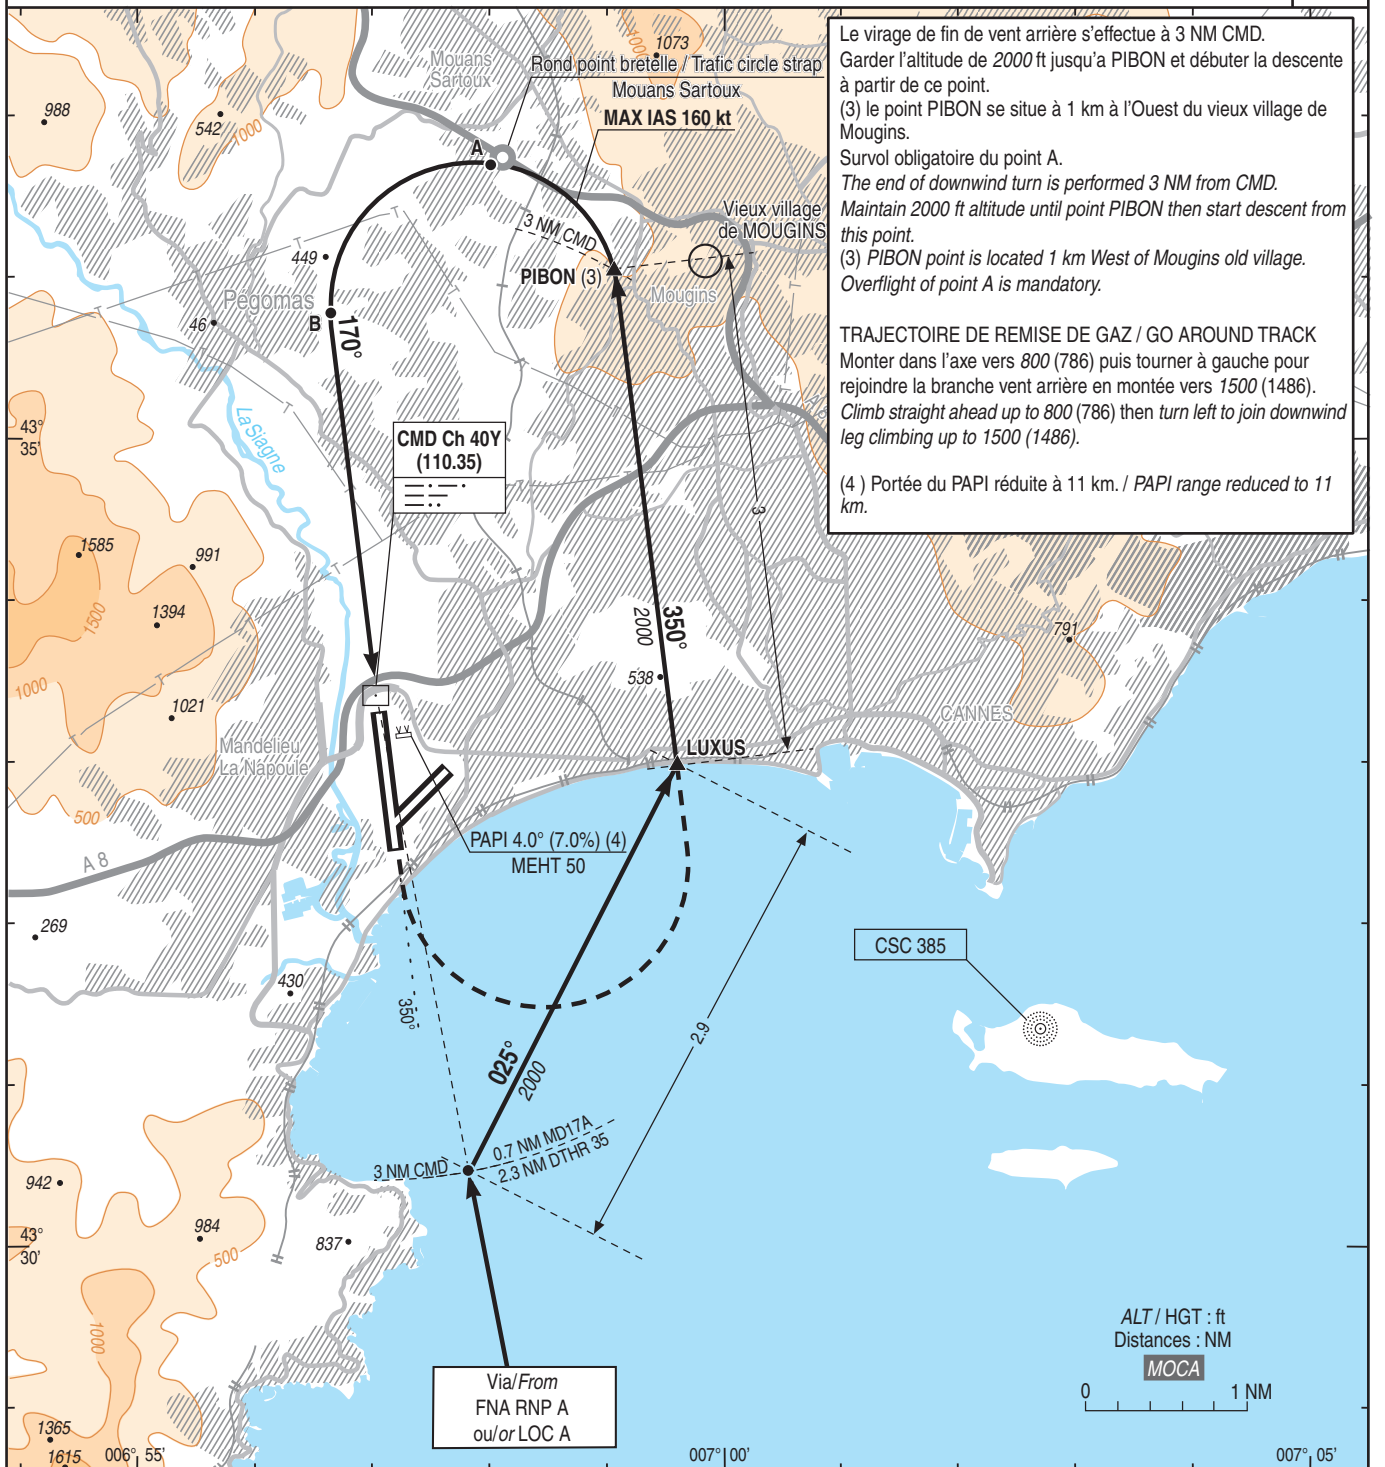 Le virage de fin de vent arrière s'effectue à 3 NM CMD.
Garder l'altitude de 2000 ft jusqu'a PIBON et débuter la descente
à partir de ce point.
(3) le point PIBON se situe à 1 km à l'Ouest du vieux village de
Mougins.
Survol obligatoire du point A.
The end of downwind turn is performed 3 NM from CMD.
Maintain 2000 ft altitude until point PIBON then start descent from
this point.
(3) PIBON point is located 1 km West of Mougins old village.
Overflight of point A is mandatory.
TRAJECTOIRE DE REMISE DE GAZ / GO AROUND TRACK
Monter dans l'axe vers 800 (786) puis tourner à gauche pour
rejoindre la branche vent arrière en montée vers 1500 (1486).
Climb straight ahead up to 800 (786) then turn left to join downwind
leg climbing up to 1500 (1486).
(4 ) Portée du PAPI réduite à 11 km. / PAPI range reduced to 11
km.
1000
1073
Mouans
Sartoux
Rond point bretelle / Trafic circle strap
Mouans Sartoux
MAX IAS 160 kt
988
542
1000
A
3 NM CMD
Vieux village
de MOUGINS
PIBON (3)
Mougins
449
Pégomas
46
B
170°
La Siagne
43°
35'
CMD Ch 40Y
(110.35)
3
1585
991
1500
1394
350°
2000
791
538
1000
1021
CANNES
Mandelieu
La Napoule
LUXUS
500
PAPI 4.0° (7.0%) (4)
MEHT 50
A 8
269
CSC 385
430
350°
2.9
025°
2000
0.7 NM MD17A
2.3 NM DTHR 35
3 NM CMD
942
984
43°
30'
837
500
1000
ALT / HGT : ft
Distances : NM
MOCA
0
1 NM
Via/From
FNA RNP A
ou/or LOC A
1365
1615
006° 55'
007° 00'
007° 05'